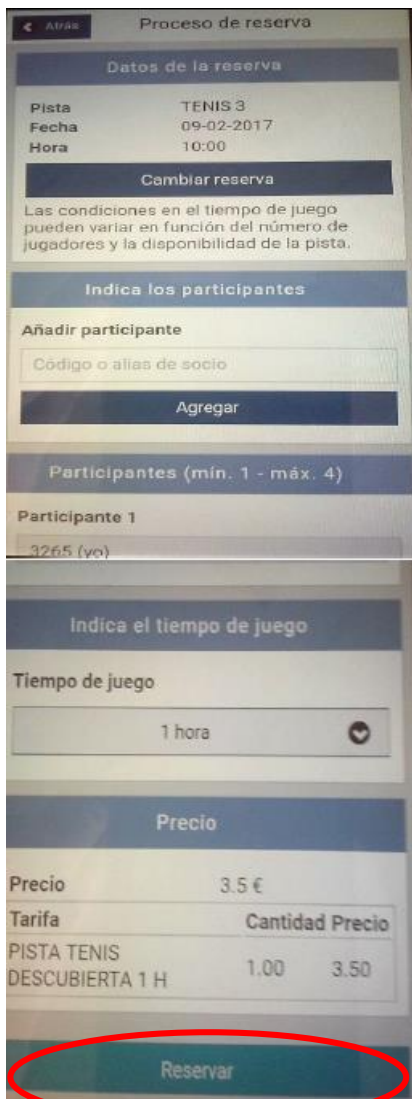 Atrás
Proceso de reserva
Datos de la reserva
Pista TENIS 3
Fecha 09-02-2017
Hora 10:00
Cambiar reserva
Las condiciones en el tiempo de juego
pueden variar en función del número de
jugadores y la disponibilidad de la pista.
Indica los participantes
Añadir participante
Código o alias de socio
Agregar
Participantes (mín. 1 - máx. 4)
Participante 1
3265 (yo)
Indica el tiempo de juego
Tiempo de juego
1 hora
Precio
Precio 3.5 €
Tarifa Cantidad Precio
PISTA TENIS
DESCUBIERTA 1 H 1.00 3.50
Reservar